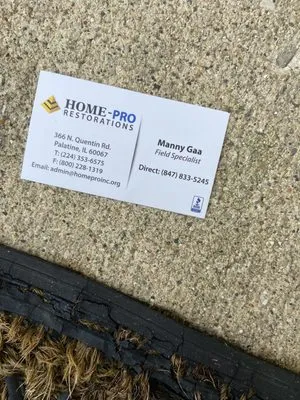 HOME-PRO
RESTORATIONS
366 N. Quentin Rd.
Palatine, IL 60067
T: (224) 353-6575
F: (800) 228-1319
Email: admin@homeproinc.org
Manny Gaa
Field Specialist
Direct: (847) 833-5245
BBB